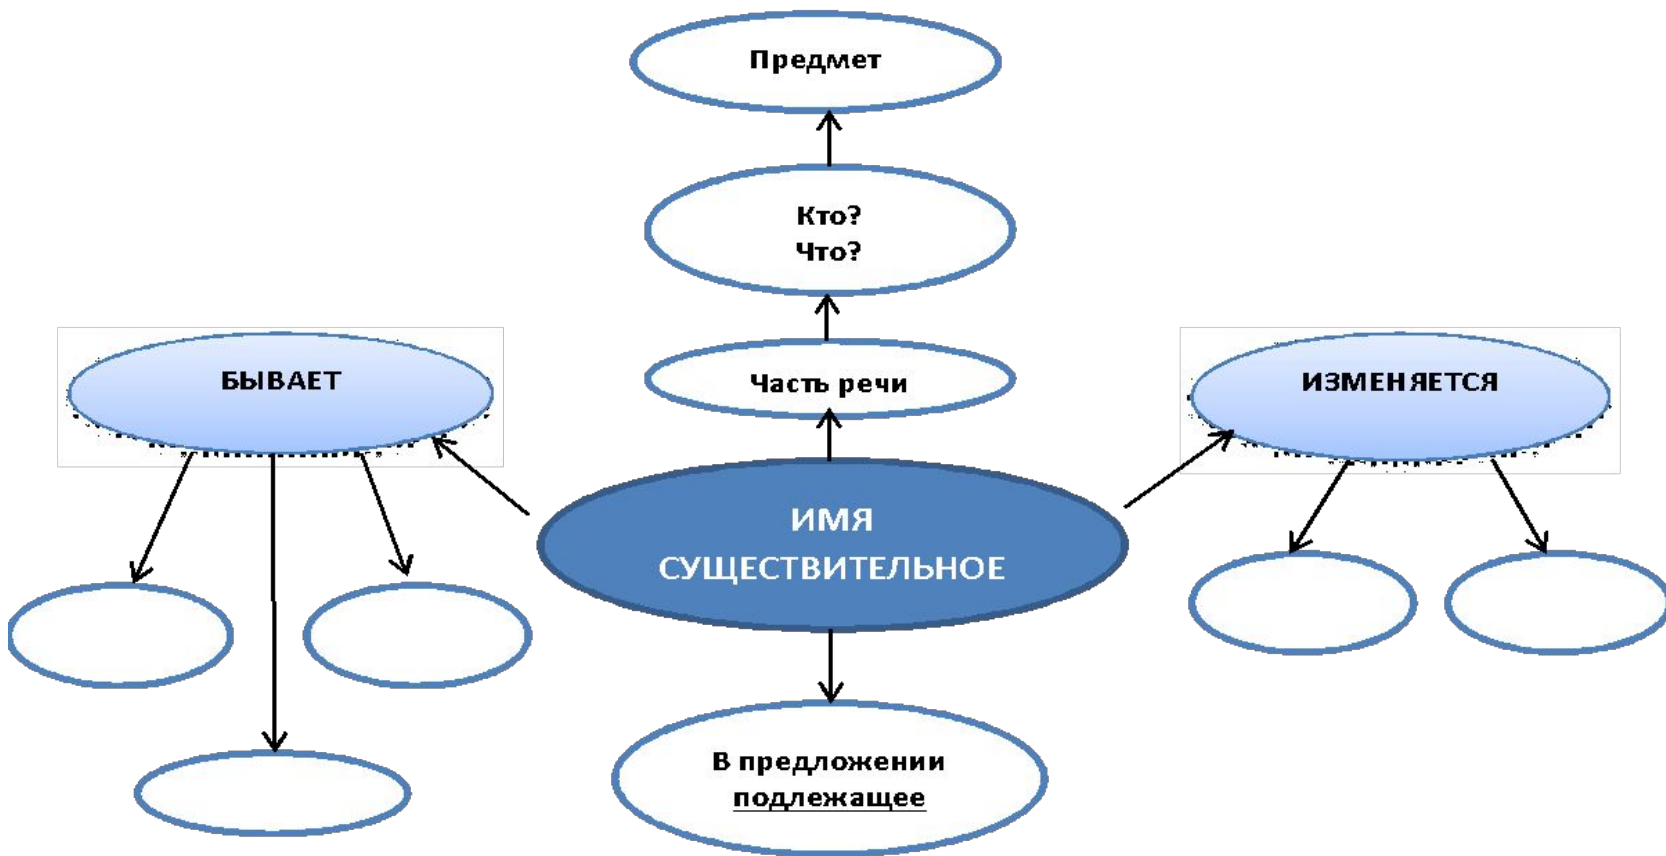 Предмет
Кто?
Что?
Часть речи
БЫВАЕТ
ИЗМЕНЯЕТСЯ
ИМЯ
СУЩЕСТВИТЕЛЬНОЕ
В предложении
подлежащее